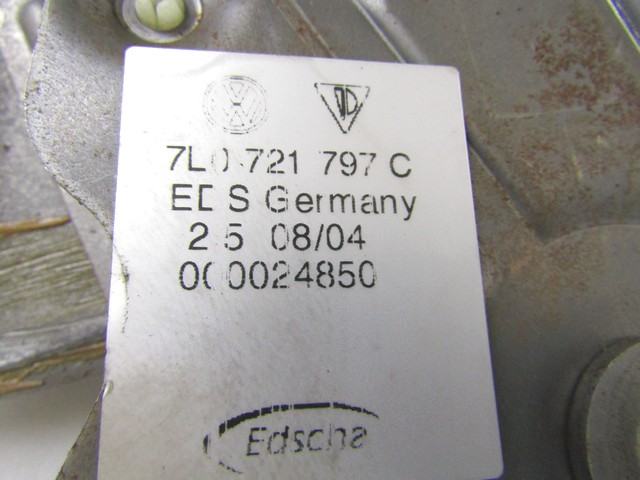 7L0 721 797 C
EDS Germany
25 08/04
000024850
Edscha